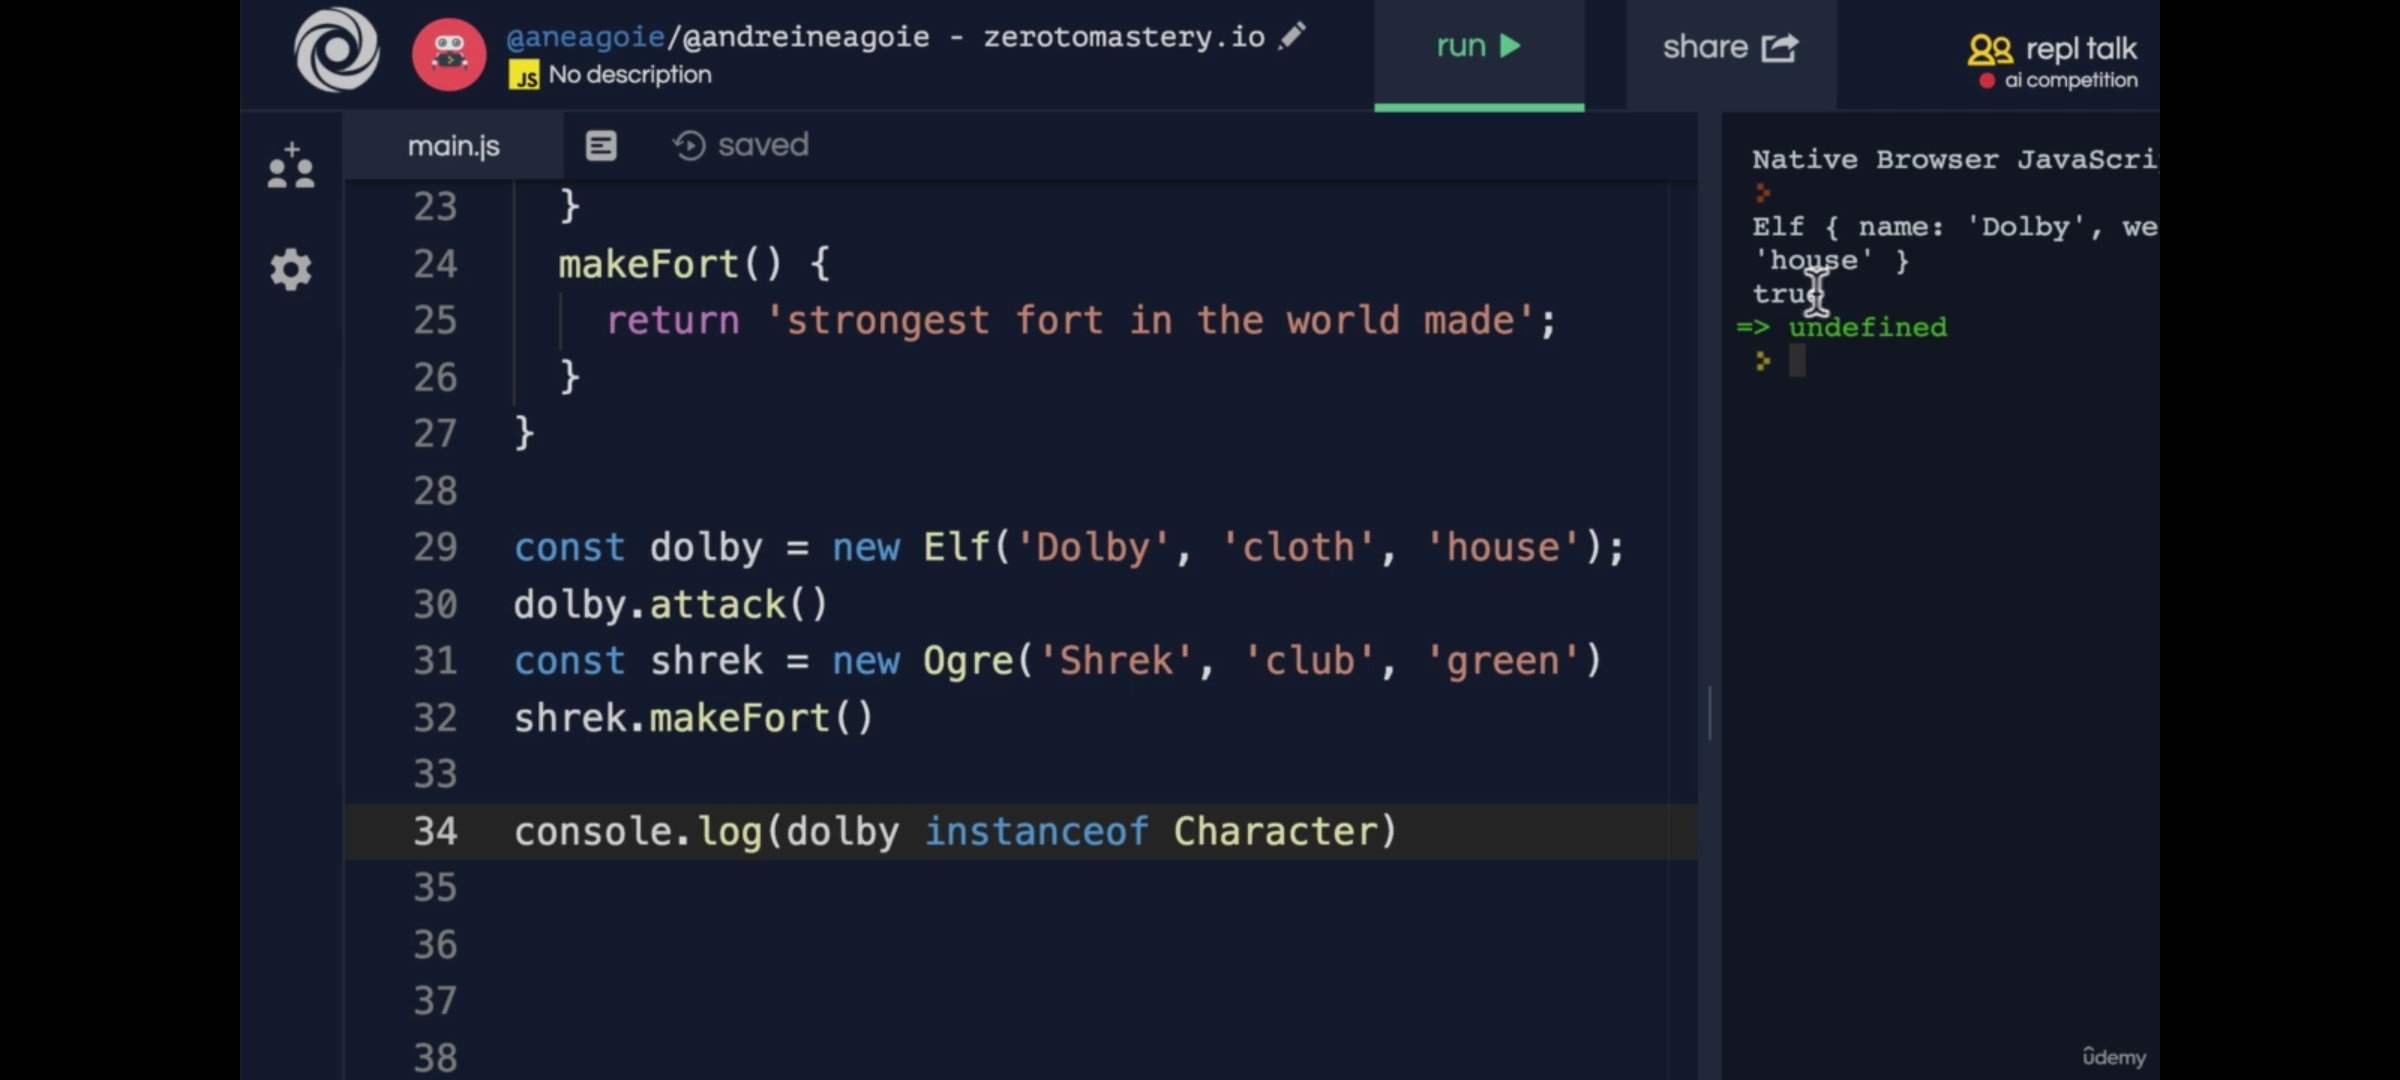 @aneagoie/@andreineagoie - zerotomastery.io
JS No description
run
share
repl talk
ai competition
main.js
saved
23 }
24 makeFort() {
25 return 'strongest fort in the world made';
26 }
27 }
28
29 const dolby = new Elf('Dolby', 'cloth', 'house');
30 dolby.attack()
31 const shrek = new Ogre('Shrek', 'club', 'green')
32 shrek.makeFort()
33
34 console.log(dolby instanceof Character)
35
36
37
38
Native Browser JavaScri
Elf { name: 'Dolby', we
'house' }
true
=> undefined
ûdemy